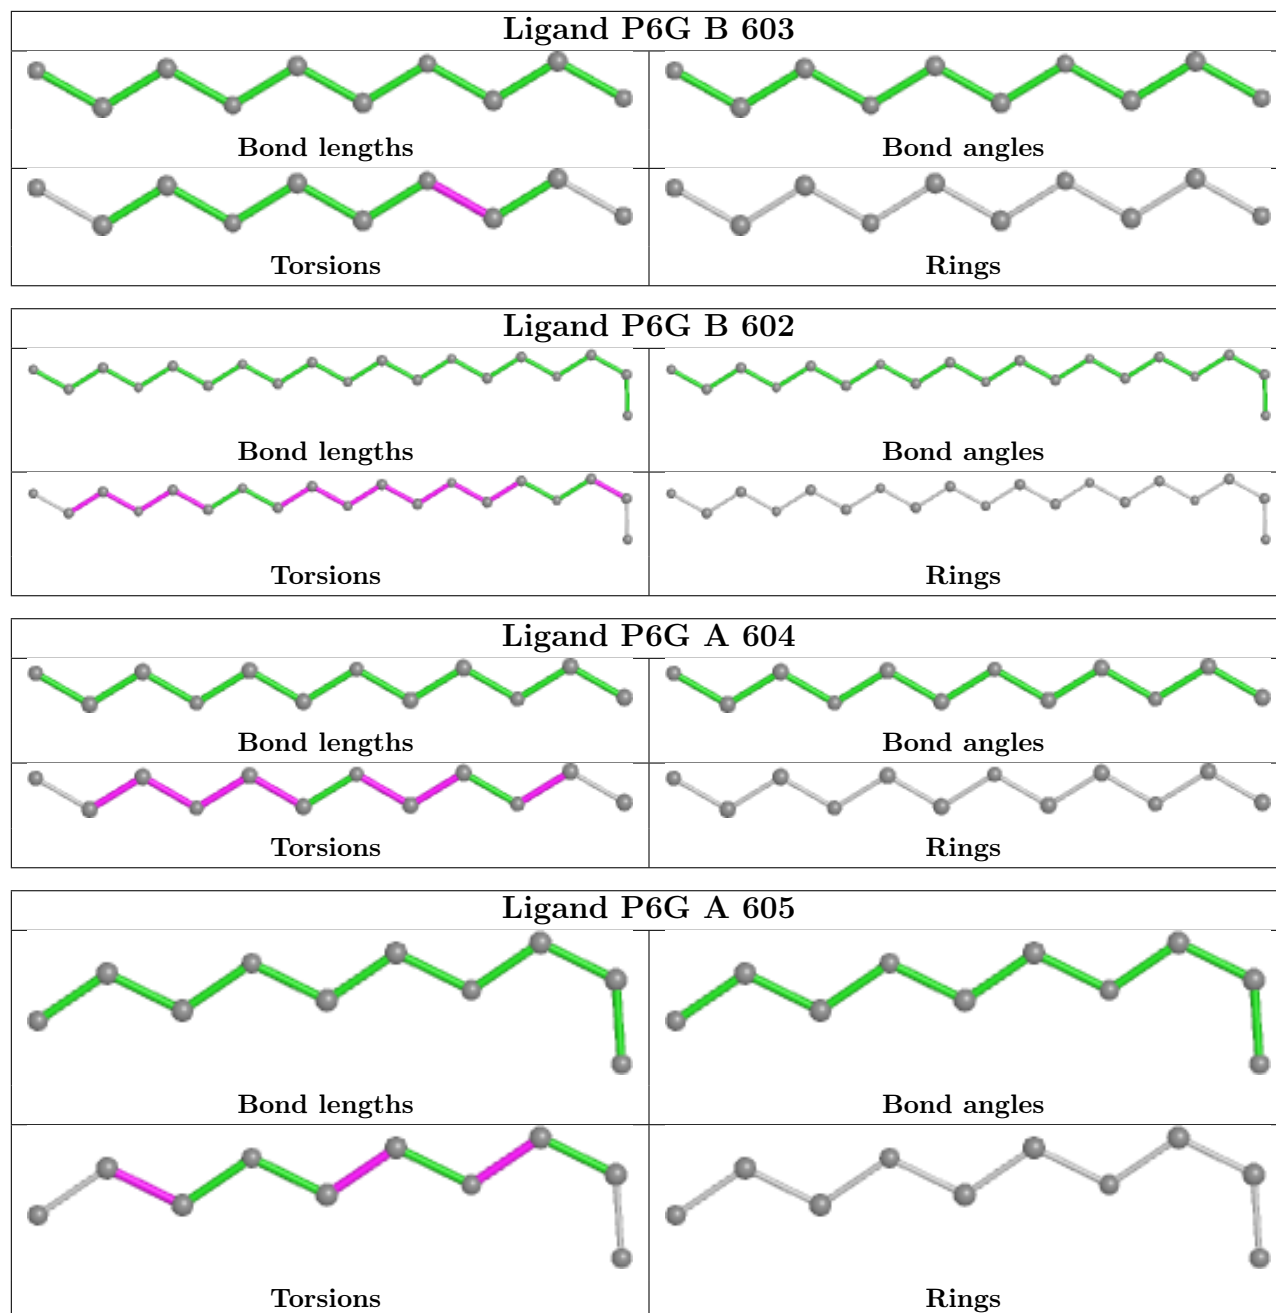 Ligand P6G B 603
Bond lengths
Bond angles
Torsions
Rings
Ligand P6G B 602
Bond lengths
Bond angles
Torsions
Rings
Ligand P6G A 604
Bond lengths
Bond angles
Torsions
Rings
Ligand P6G A 605
Bond lengths
Bond angles
Torsions
Rings